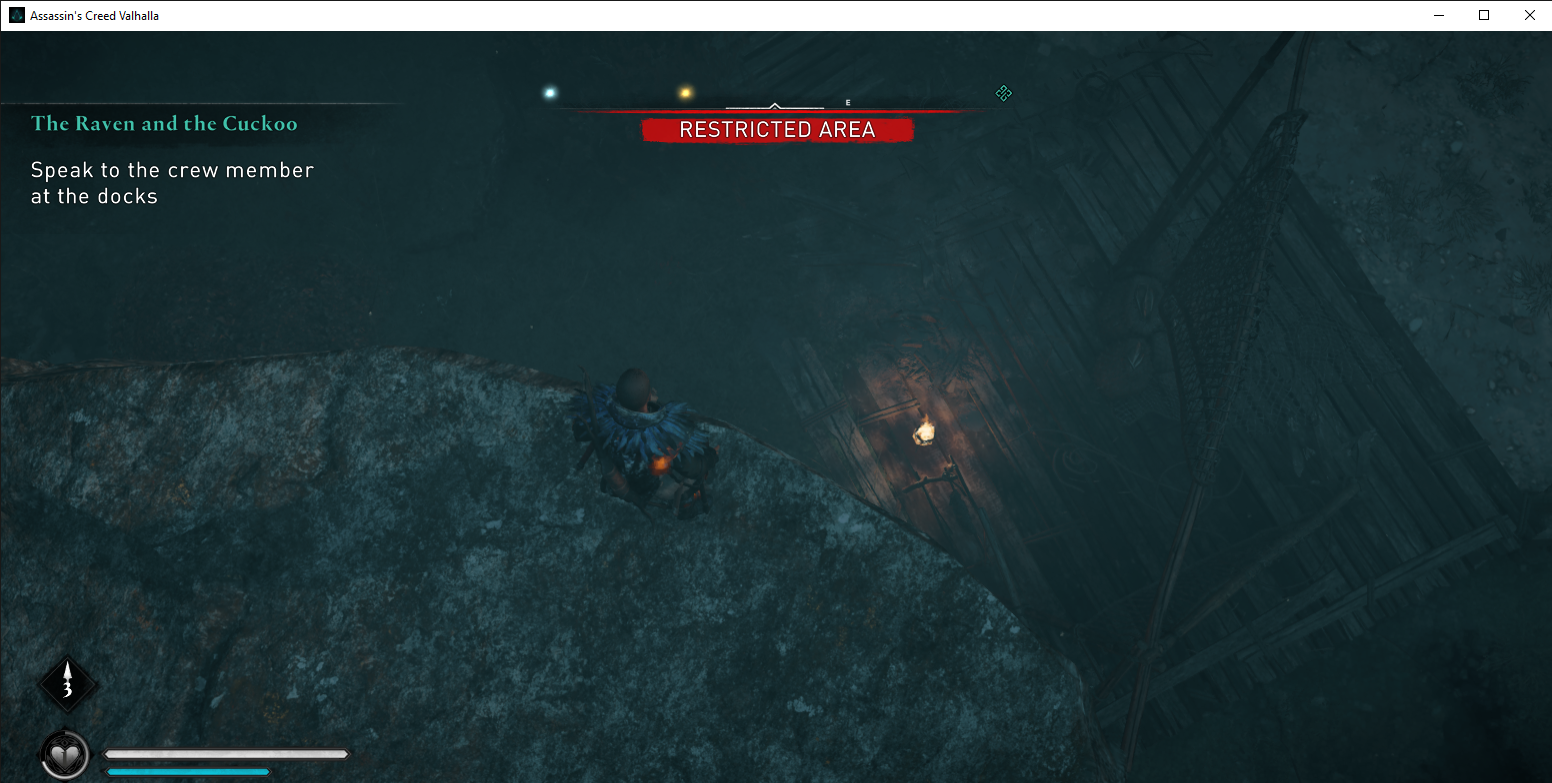 Assassin's Creed Valhalla
E
RESTRICTED AREA
The Raven and the Cuckoo
Speak to the crew member
at the docks
3